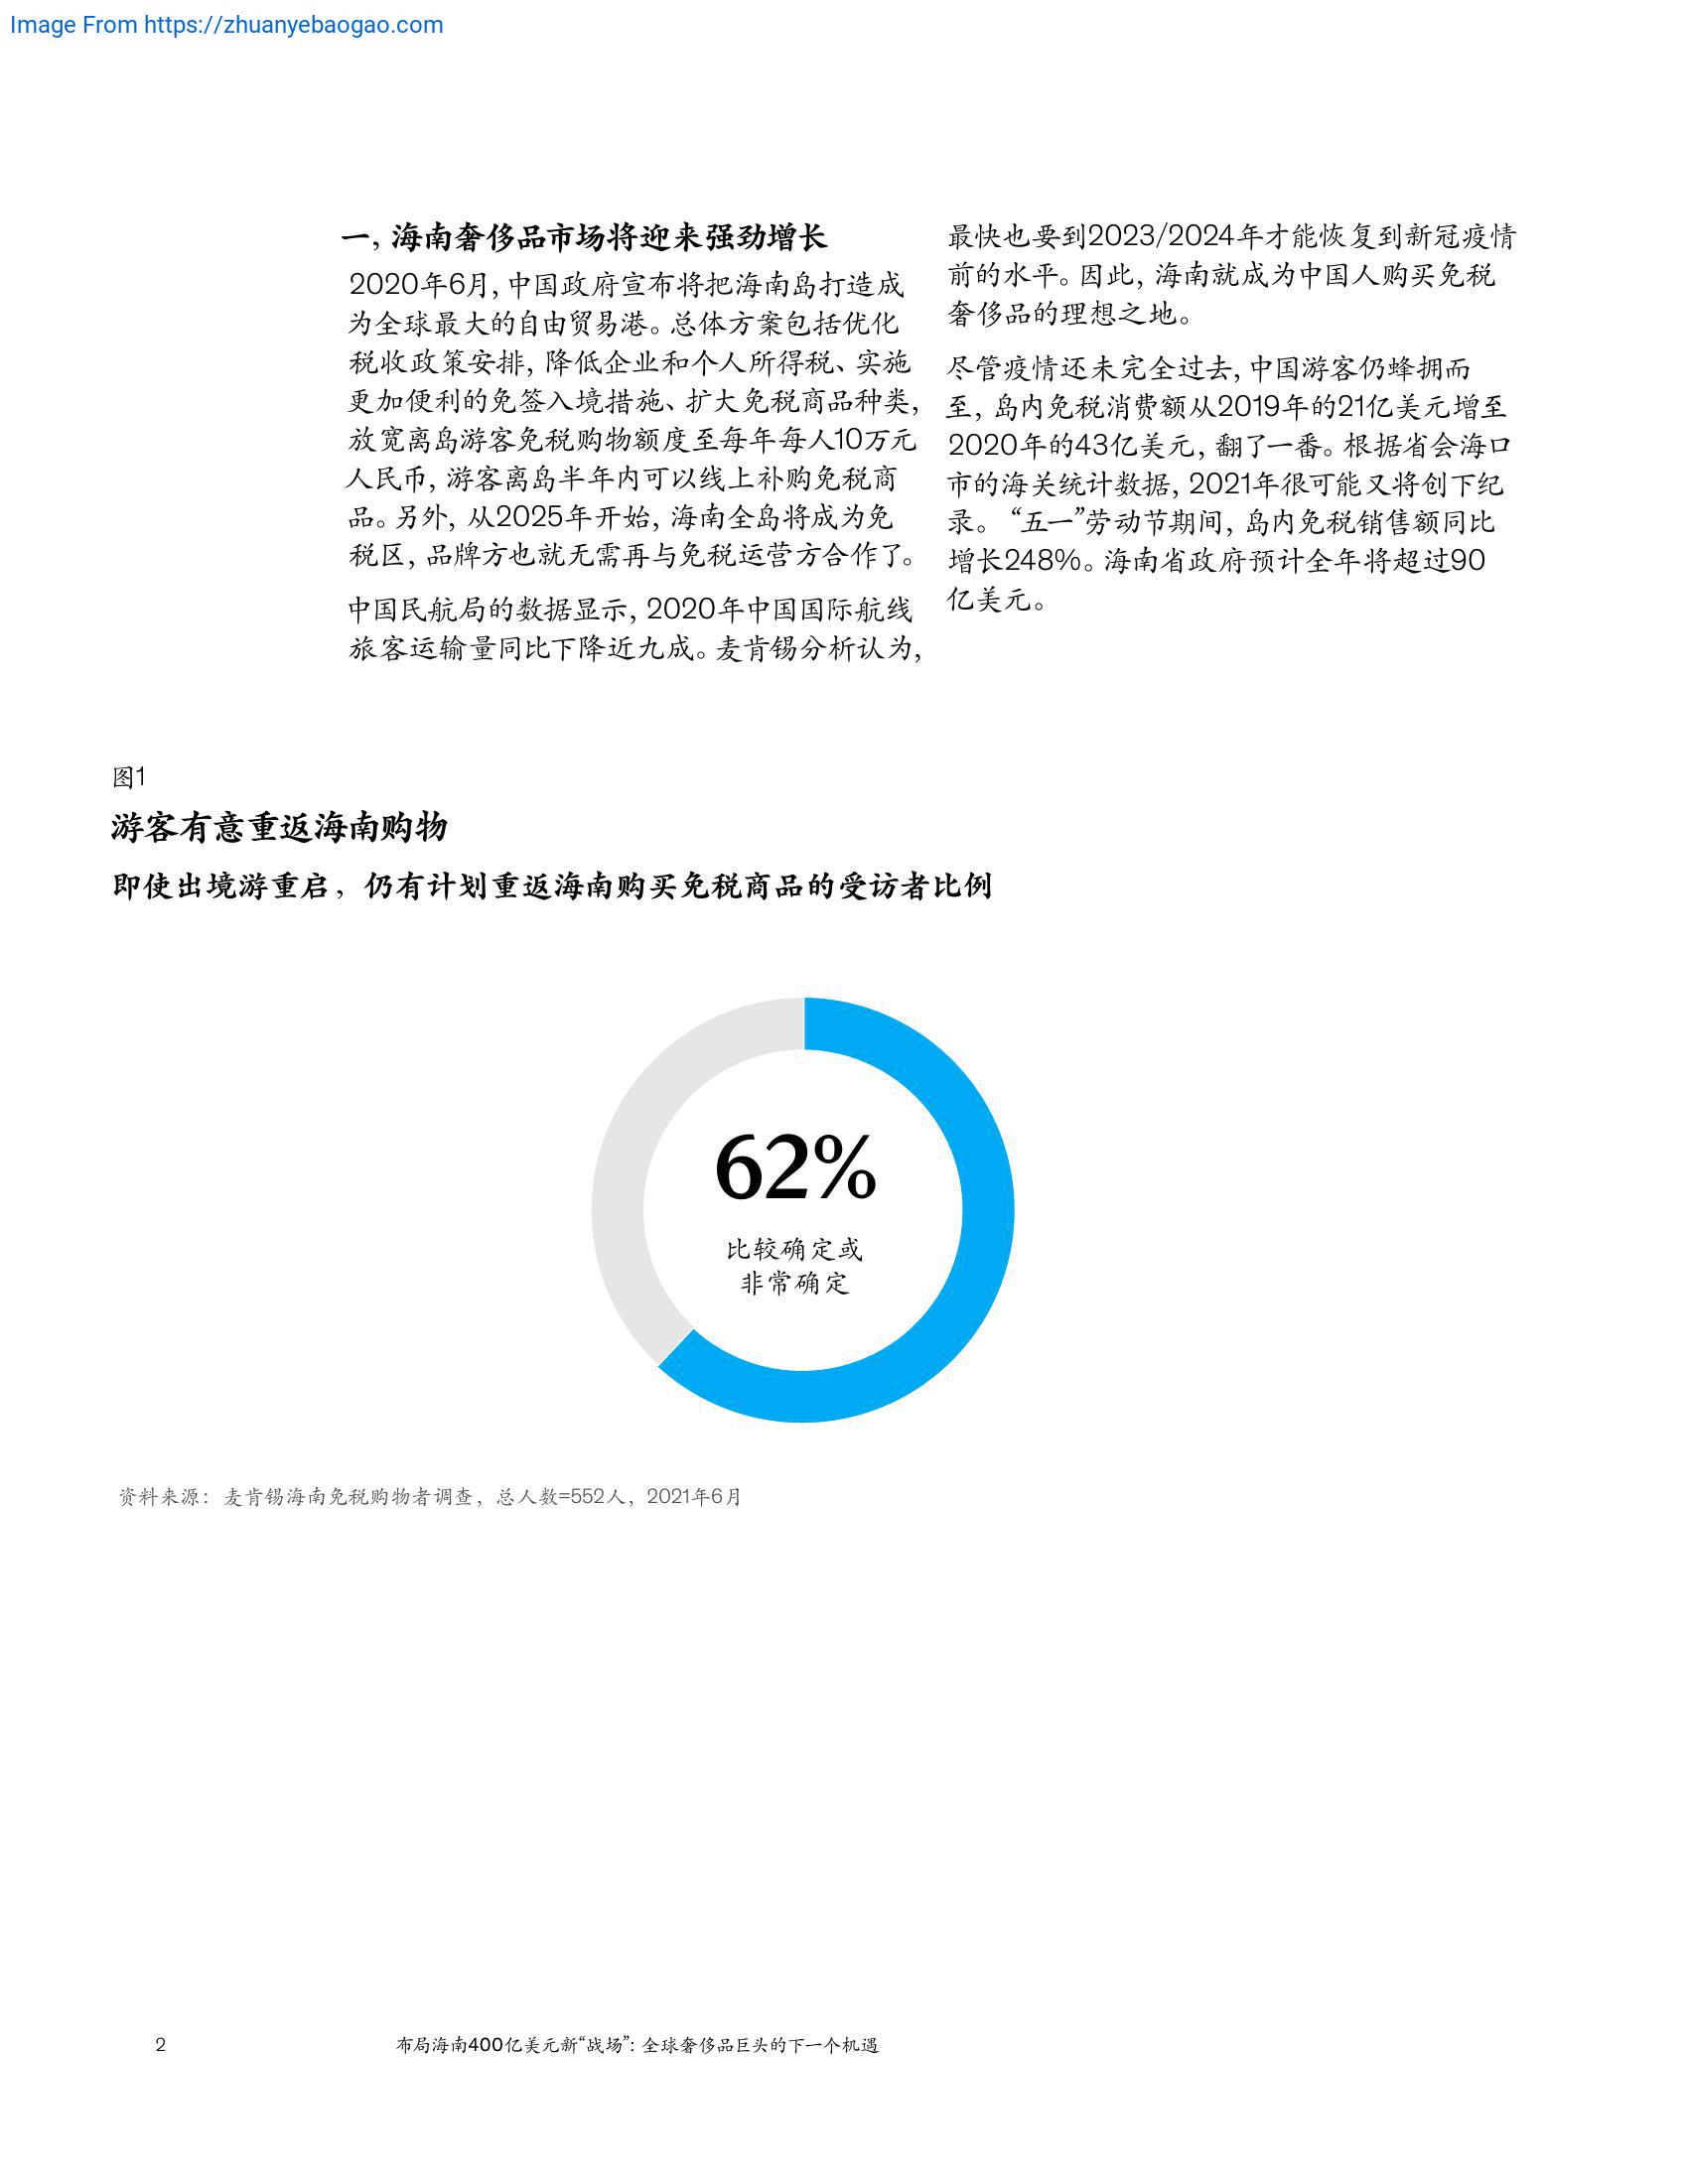 Image From https://zhuanyebaogao.com
一，海南奢侈品市场将迎来强劲增长
2020年6月，中国政府宣布将把海南岛打造成
为全球最大的自由贸易港。总体方案包括优化
税收政策安排，降低企业和个人所得税、实施
更加便利的免签入境措施、扩大免税商品种类，
放宽离岛游客免税购物额度至每年每人10万元
人民币，游客离岛半年内可以线上补购免税商
品。另外，从2025年开始，海南全岛将成为免
税区，品牌方也就无需再与免税运营方合作了。
中国民航局的数据显示，2020年中国国际航线
旅客运输量同比下降近九成。麦肯锡分析认为，
最快也要到2023/2024年才能恢复到新冠疫情
前的水平。因此，海南就成为中国人购买免税
奢侈品的理想之地。
尽管疫情还未完全过去，中国游客仍蜂拥而
至，岛内免税消费额从2019年的21亿美元增至
2020年的43亿美元，翻了一番。根据省会海口
市的海关统计数据，2021年很可能又将创下纪
录。“五一”劳动节期间，岛内免税销售额同比
增长248%。海南省政府预计全年将超过90
亿美元。
图1
游客有意重返海南购物
即使出境游重启，仍有计划重返海南购买免税商品的受访者比例
62%
比较确定或
非常确定
资料来源：麦肯锡海南免税购物者调查，总人数=552人，2021年6月
2
布局海南400亿美元新“战场”：全球奢侈品巨头的下一个机遇